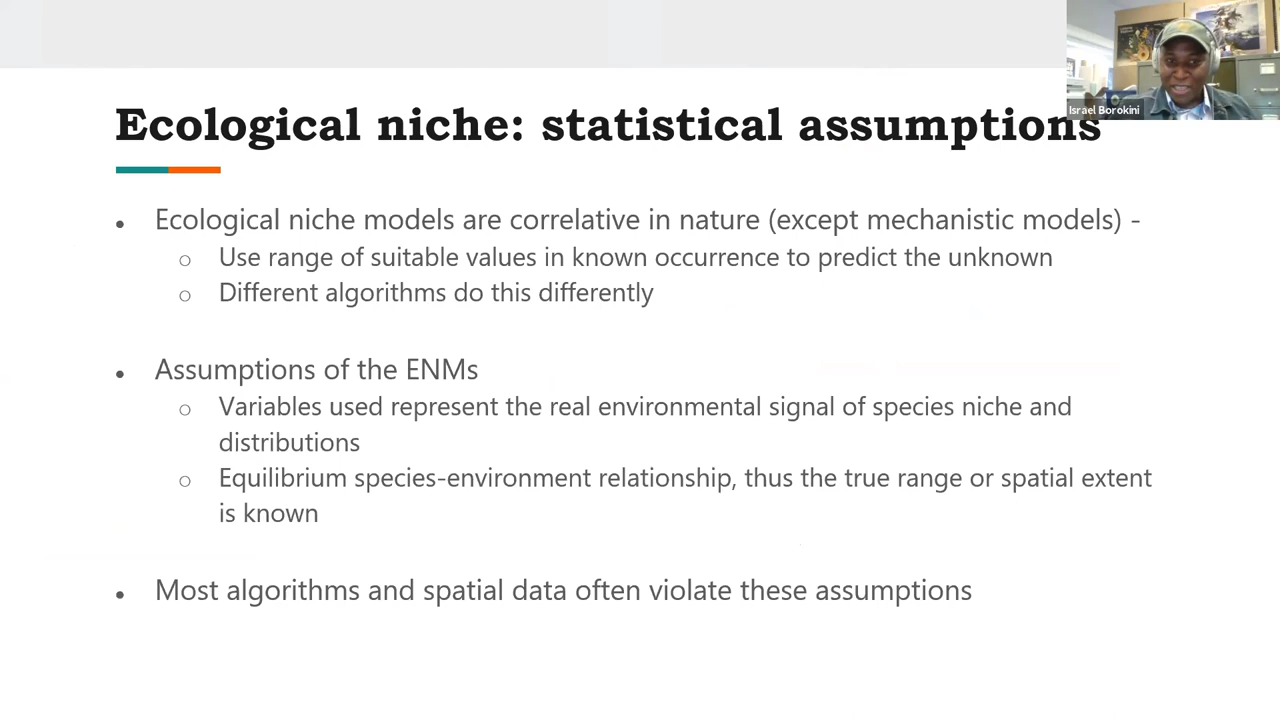 Israel Borokini
Ecological niche: statistical assumptions
● Ecological niche models are correlative in nature (except mechanistic models) -
○ Use range of suitable values in known occurrence to predict the unknown
○ Different algorithms do this differently
● Assumptions of the ENMs
○ Variables used represent the real environmental signal of species niche and
distributions
○ Equilibrium species-environment relationship, thus the true range or spatial extent
is known
● Most algorithms and spatial data often violate these assumptions